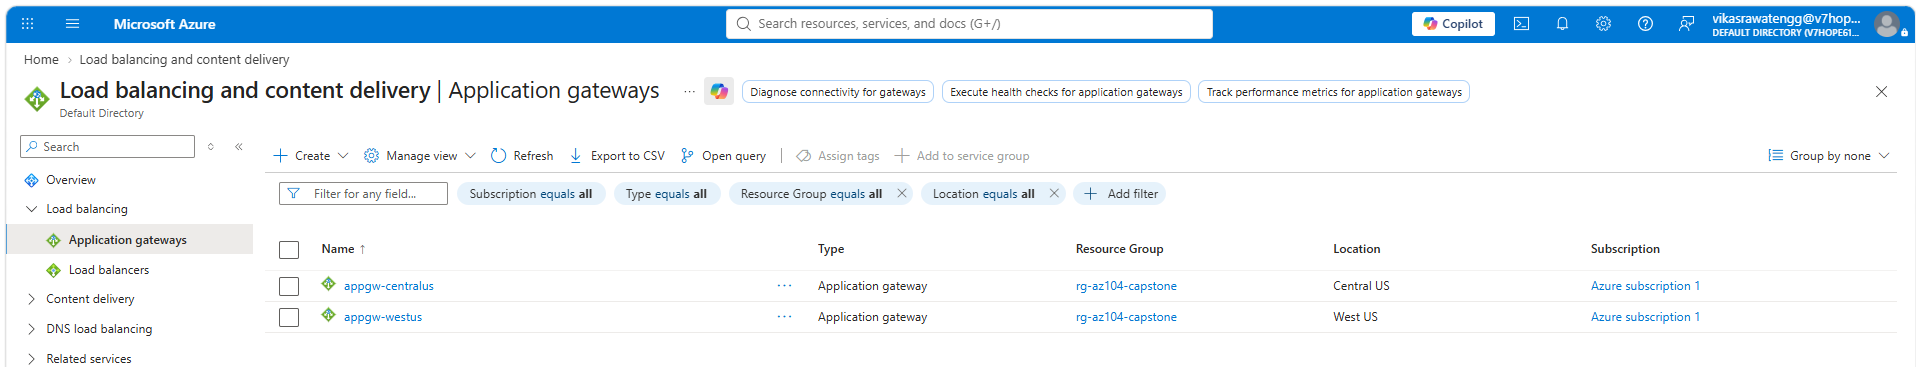 Microsoft Azure
Search resources, services, and docs (G+/)
Copilot
vikasrawatengg@v7hop...
DEFAULT DIRECTORY (V7HOPE61...
Home > Load balancing and content delivery
Load balancing and content delivery | Application gateways ...
Diagnose connectivity for gateways
Execute health checks for application gateways
Track performance metrics for application gateways
Default Directory
Search
Create
Manage view
Refresh
Export to CSV
Open query
Assign tags
Add to service group
Group by none
Overview
Load balancing
Application gateways
Load balancers
Content delivery
DNS load balancing
Related services
Filter for any field...
Subscription equals all
Type equals all
Resource Group equals all
Location equals all
Add filter
Name ↑ Type Resource Group Location Subscription
appgw-centralus ... Application gateway rg-az104-capstone Central US Azure subscription 1
appgw-westus ... Application gateway rg-az104-capstone West US Azure subscription 1